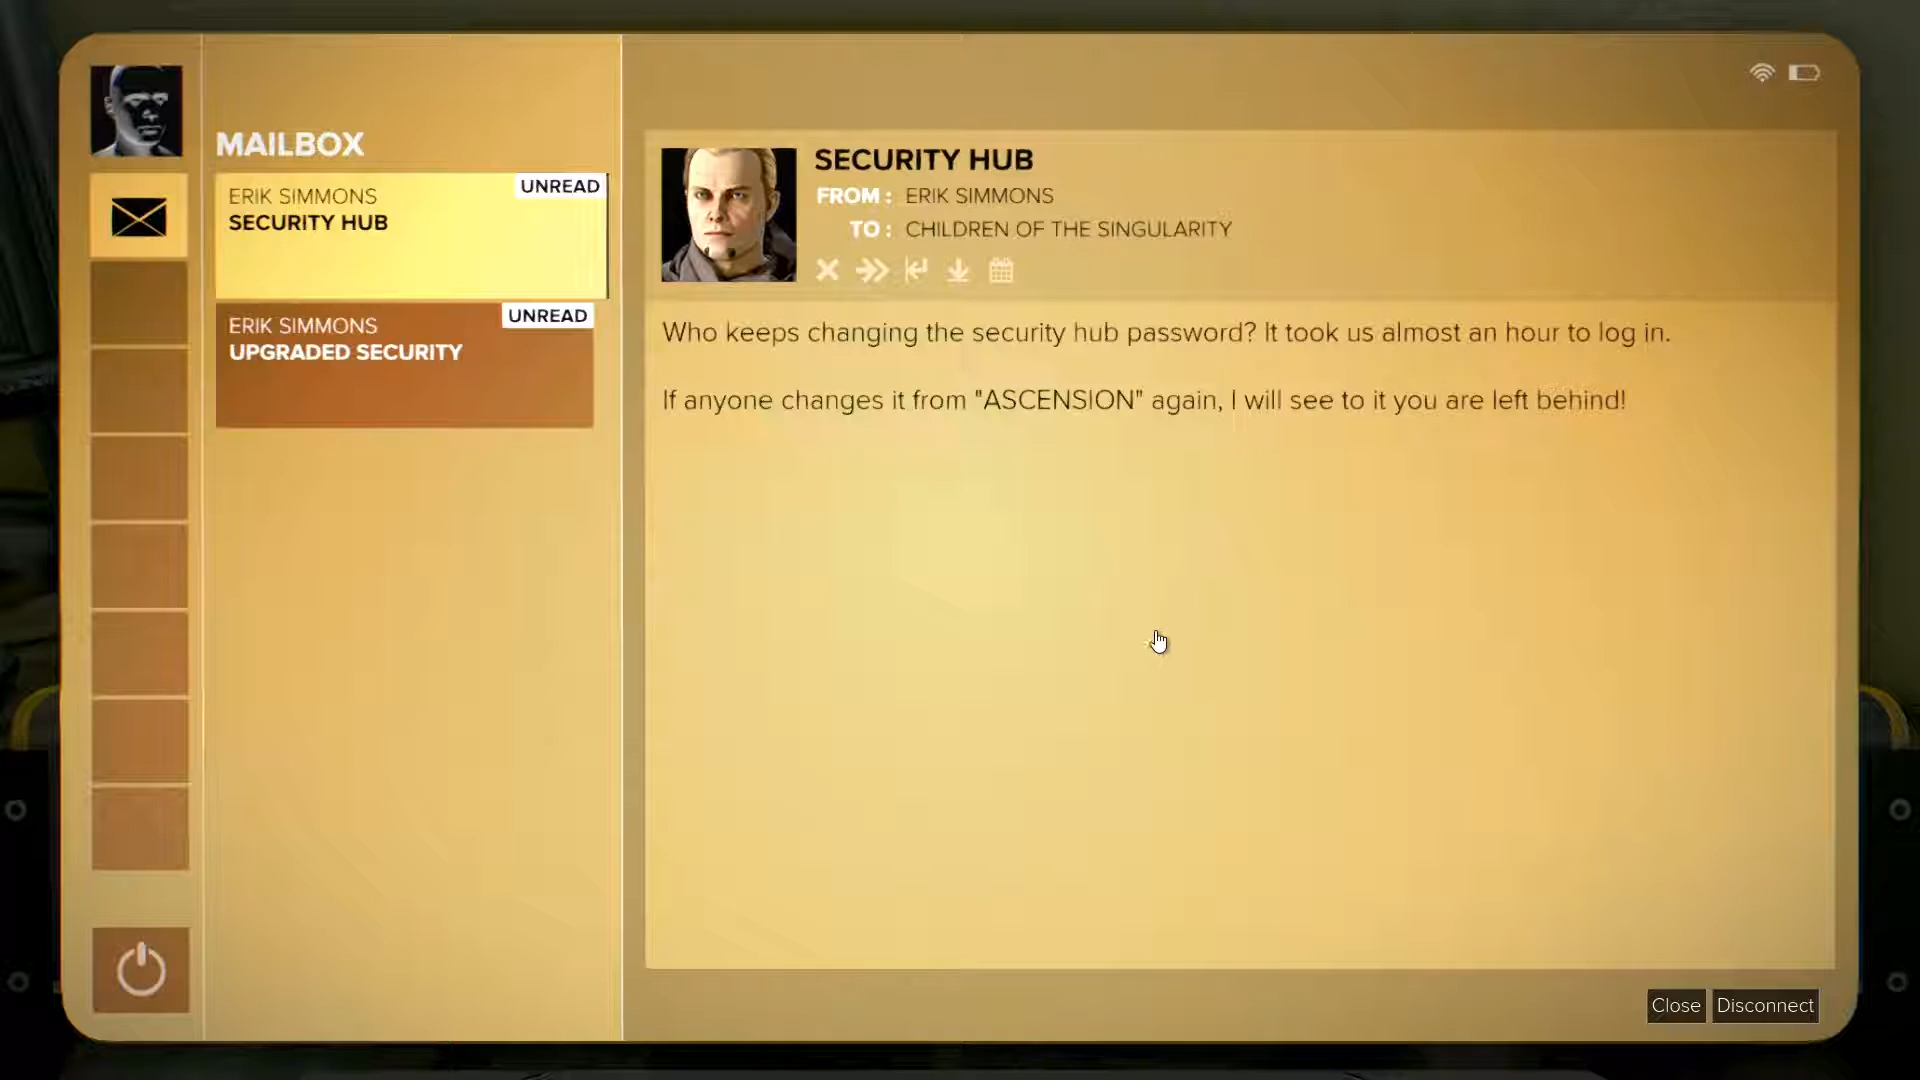 MAILBOX
ERIK SIMMONS
UNREAD
SECURITY HUB
ERIK SIMMONS
UNREAD
UPGRADED SECURITY
SECURITY HUB
FROM : ERIK SIMMONS
TO : CHILDREN OF THE SINGULARITY
Who keeps changing the security hub password? It took us almost an hour to log in.
If anyone changes it from "ASCENSION" again, I will see to it you are left behind!
Close Disconnect